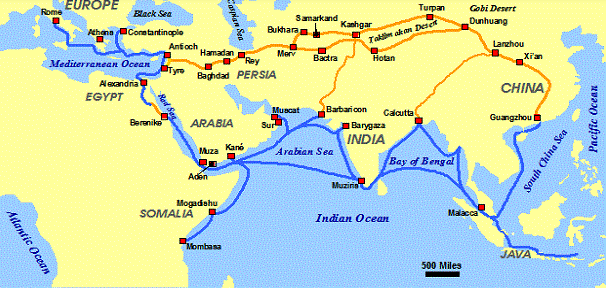 EUROPE
Rome
Black Sea
Caspian Sea
Athens
Constantinople
Samarkand
Bukhara
Kashgar
Turpan
Gobi Desert
Dunhuang
Taklimakan Desert
Antioch
Hamadan
Merv
Bactra
Hotan
Lanzhou
Xi'an
Mediterranean Ocean
Tyre
Baghdad
Rey
PERSIA
Alexandria
EGYPT
Red Sea
Berenike
ARABIA
Muscat
Sur
Barbaricon
Barygaza
INDIA
Calcutta
CHINA
Guangzhou
Pacific Ocean
Muza
Kané
Aden
Arabian Sea
Bay of Bengal
South China Sea
Muziris
Malacca
SOMALIA
Mogadishu
Mombasa
Indian Ocean
Atlantic Ocean
JAVA
500 Miles